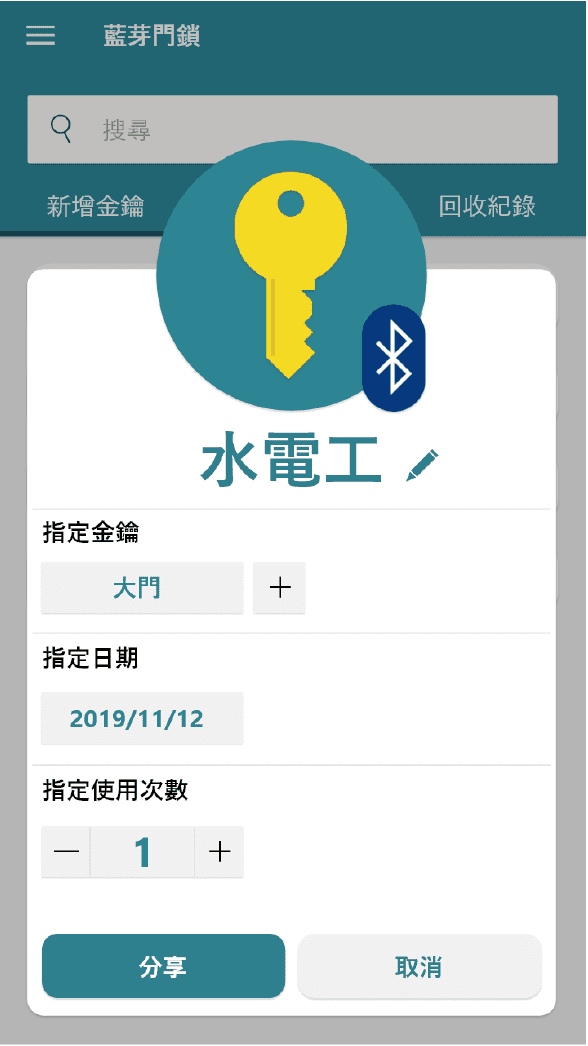 藍芽門鎖
搜尋
新增金鑰
回收紀錄
水電工
指定金鑰
大門
+
指定日期
2019/11/12
指定使用次數
— 1 +
分享
取消